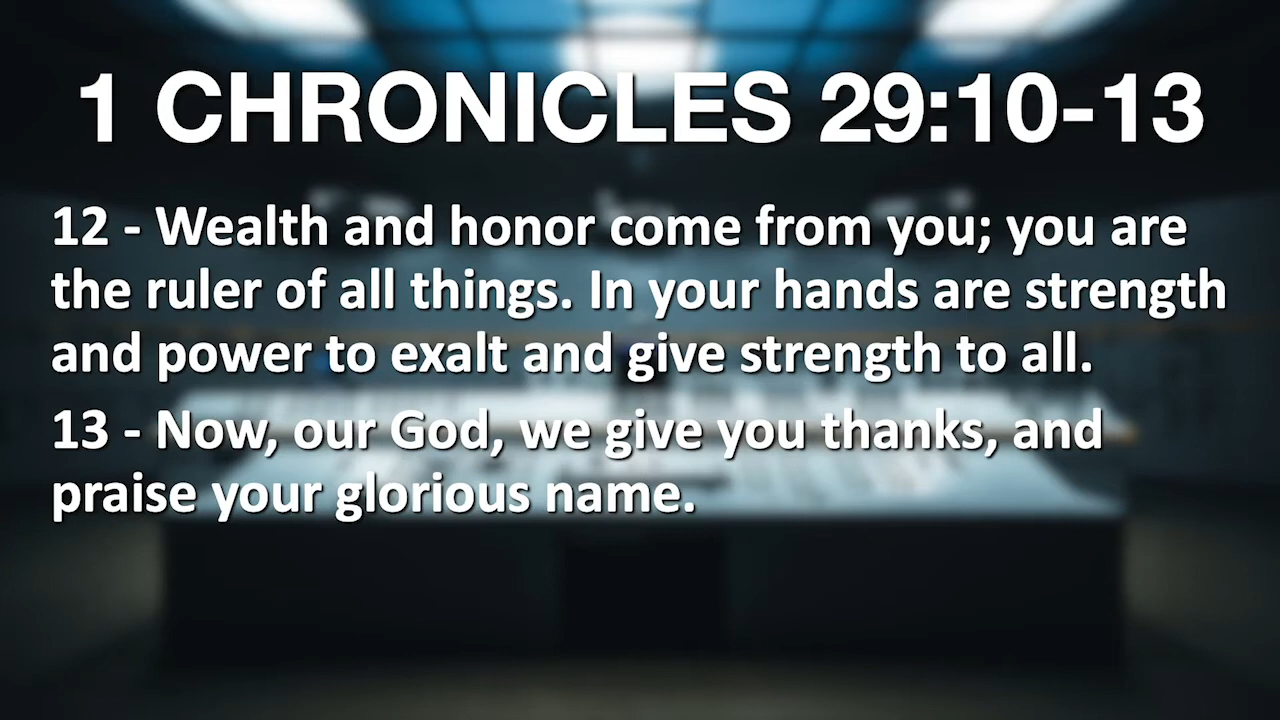 1 CHRONICLES 29:10-13
12 - Wealth and honor come from you; you are
the ruler of all things. In your hands are strength
and power to exalt and give strength to all.
13 - Now, our God, we give you thanks, and
praise your glorious name.